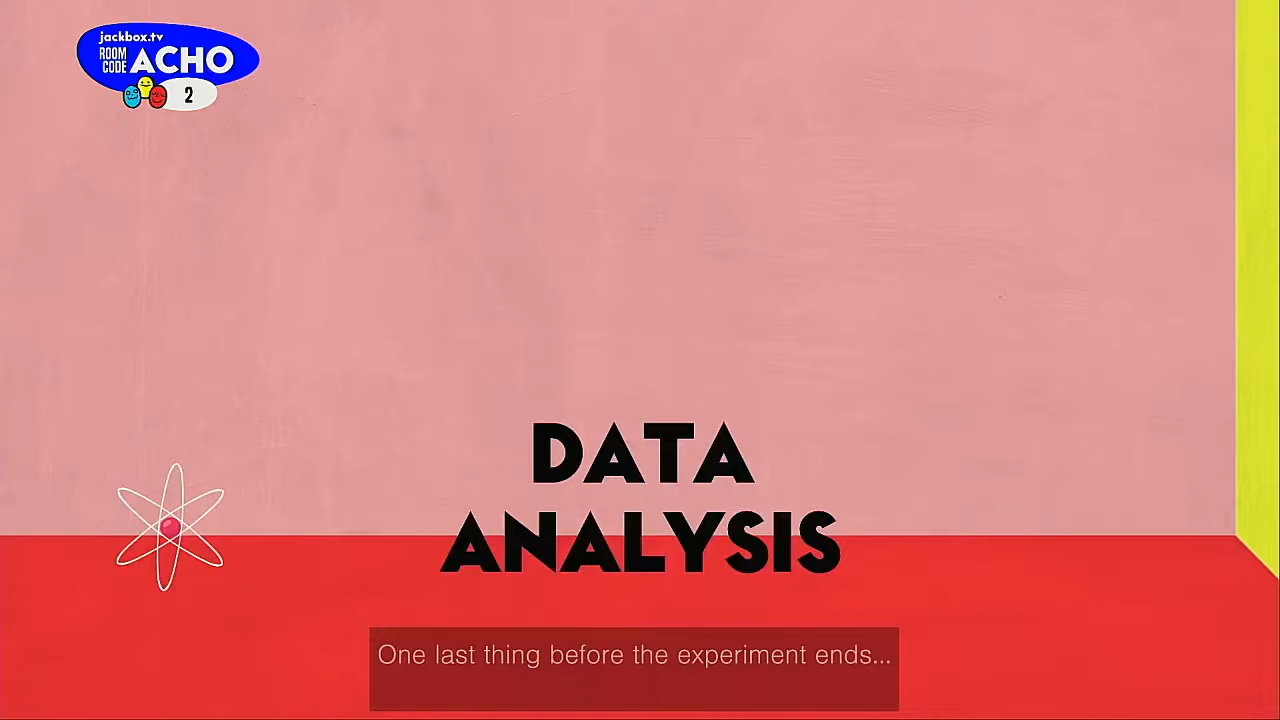 jackbox.tv
ROOM CODE ACHO
2
DATA
ANALYSIS
One last thing before the experiment ends...